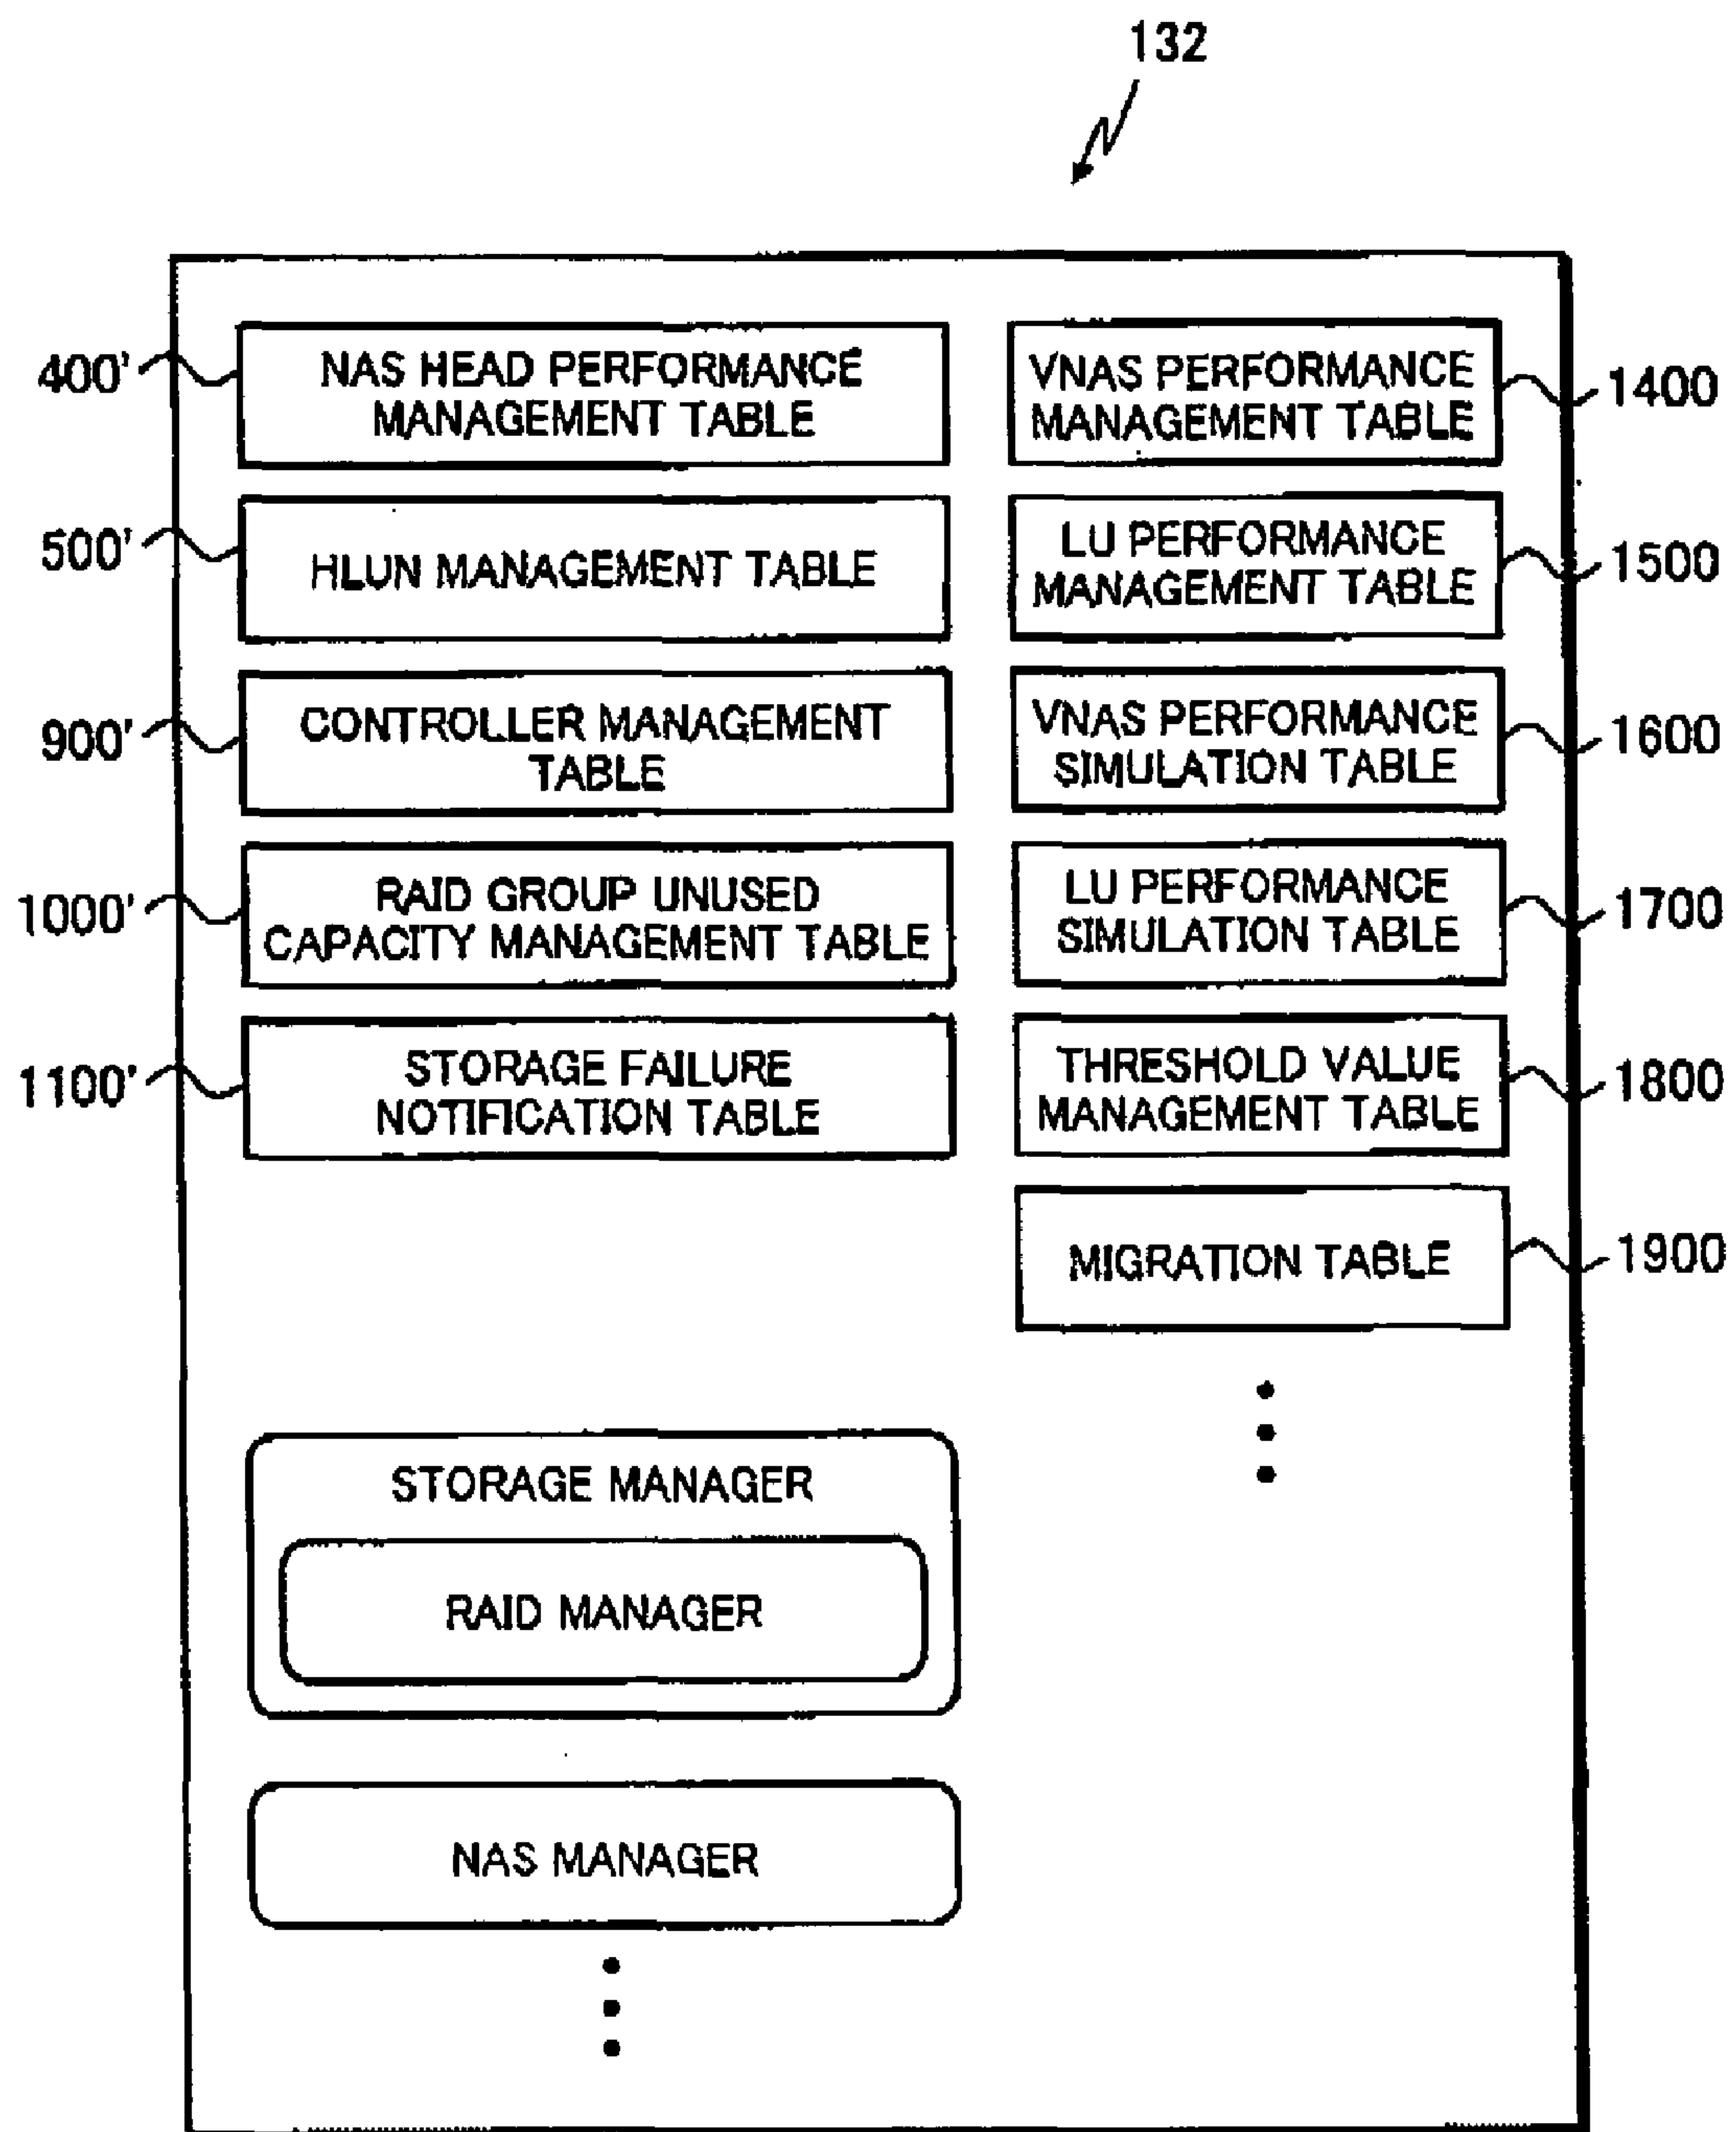 132
400'
NAS HEAD PERFORMANCE
MANAGEMENT TABLE
VNAS PERFORMANCE
MANAGEMENT TABLE
1400
500'
HLUN MANAGEMENT TABLE
LU PERFORMANCE
MANAGEMENT TABLE
1500
900'
CONTROLLER MANAGEMENT
TABLE
VNAS PERFORMANCE
SIMULATION TABLE
1600
1000'
RAID GROUP UNUSED
CAPACITY MANAGEMENT TABLE
LU PERFORMANCE
SIMULATION TABLE
1700
1100'
STORAGE FAILURE
NOTIFICATION TABLE
THRESHOLD VALUE
MANAGEMENT TABLE
1800
MIGRATION TABLE
1900
STORAGE MANAGER
RAID MANAGER
NAS MANAGER